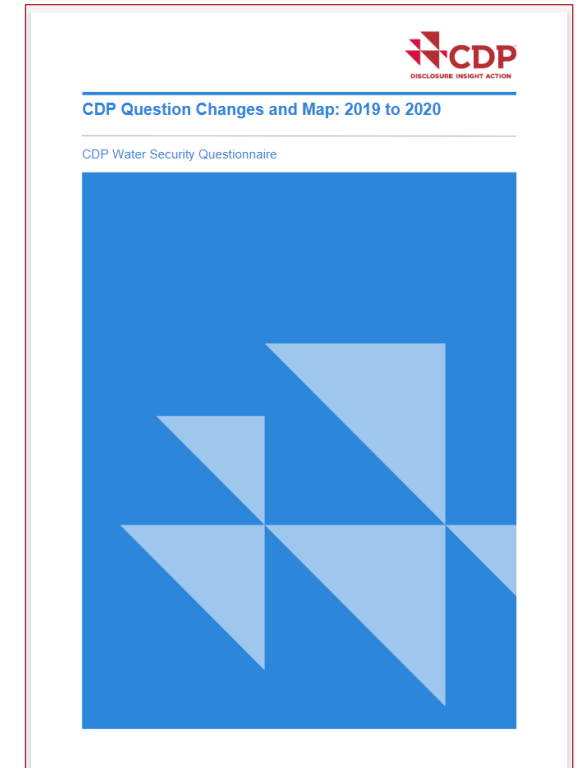 CDP
DISCLOSURE INSIGHT ACTION
CDP Question Changes and Map: 2019 to 2020
CDP Water Security Questionnaire